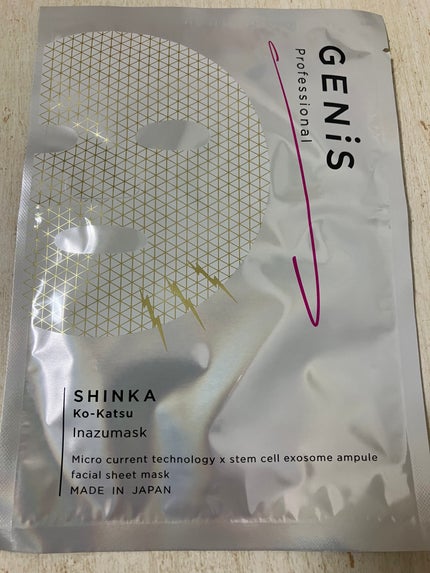 GENiS
Professional
SHINKA
Ko-Katsu
Inazumask
Micro current technology x stem cell exosome ampule
facial sheet mask
MADE IN JAPAN